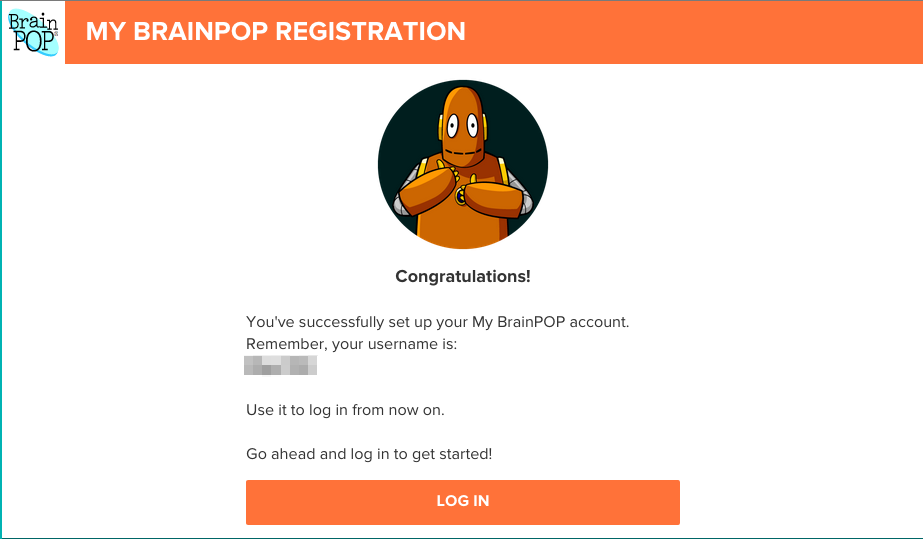 Brain
POP®
MY BRAINPOP REGISTRATION
Congratulations!
You've successfully set up your My BrainPOP account.
Remember, your username is:
Use it to log in from now on.
Go ahead and log in to get started!
LOG IN